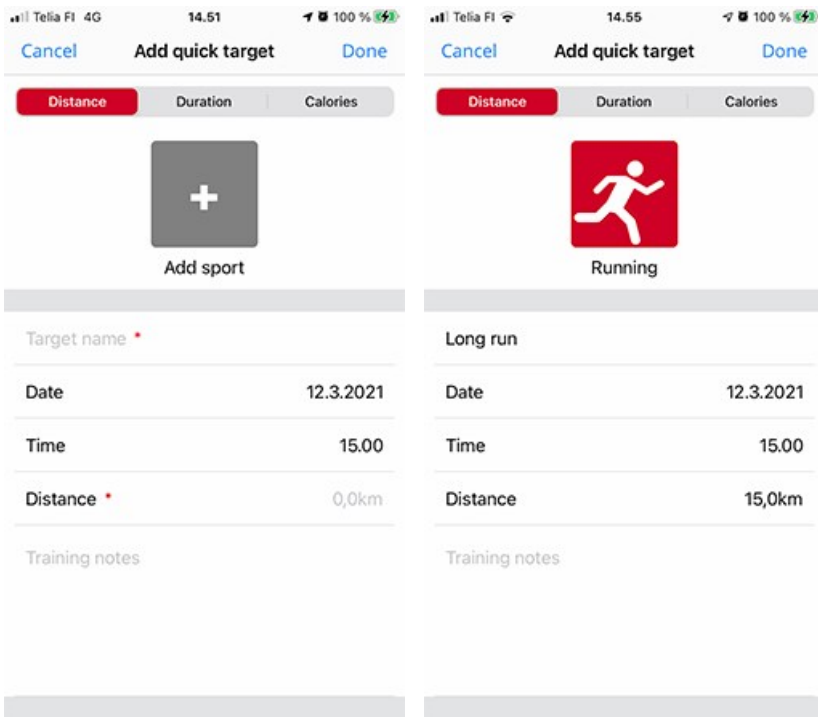 Telia FI 4G 14.51 100 %
Cancel Add quick target Done
Distance Duration Calories
+
Add sport
Target name *
Date 12.3.2021
Time 15.00
Distance * 0,0km
Training notes
Telia FI 14.55 100 %
Cancel Add quick target Done
Distance Duration Calories
Running
Long run
Date 12.3.2021
Time 15.00
Distance 15,0km
Training notes